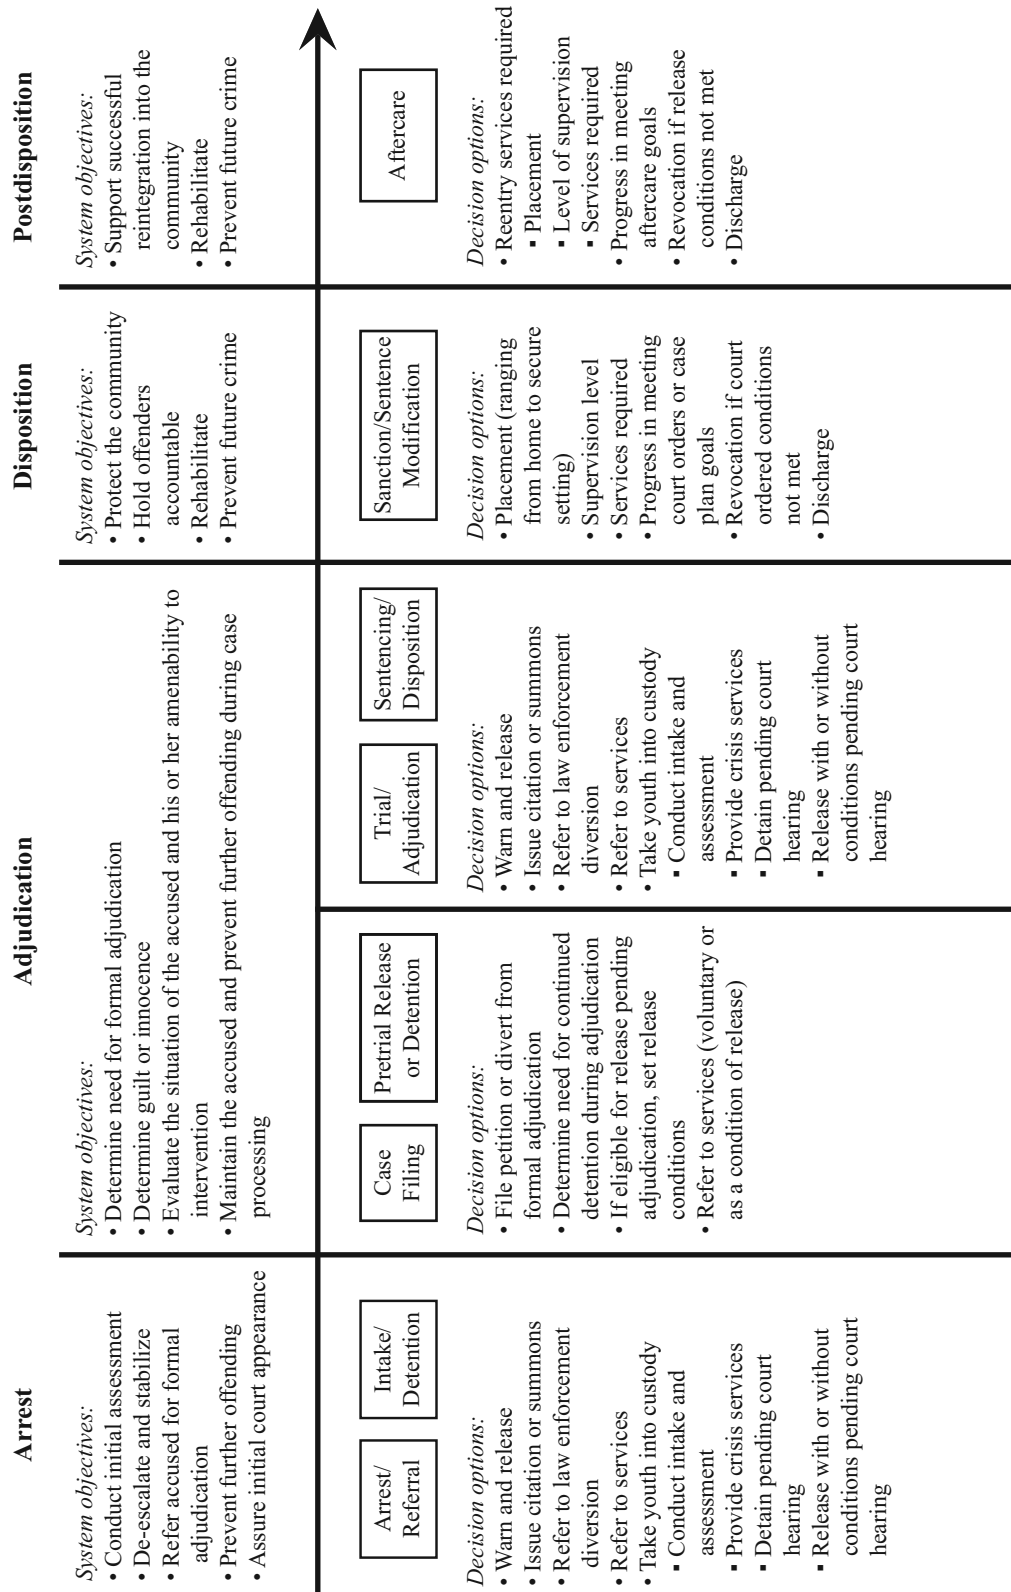 Arrest
System objectives:
• Conduct initial assessment
• De-escalate and stabilize
• Refer accused for formal
adjudication
• Prevent further offending
• Assure initial court appearance
Arrest/
Referral
Intake/
Detention
Decision options:
• Warn and release
• Issue citation or summons
• Refer to law enforcement
diversion
• Refer to services
• Take youth into custody
▪ Conduct intake and
assessment
▪ Provide crisis services
▪ Detain pending court
hearing
▪ Release with or without
conditions pending court
hearing
Adjudication
System objectives:
• Determine need for formal adjudication
• Determine guilt or innocence
• Evaluate the situation of the accused and his or her amenability to
intervention
• Maintain the accused and prevent further offending during case
processing
Case
Filing
Pretrial Release
or Detention
Decision options:
• File petition or divert from
formal adjudication
• Determine need for continued
detention during adjudication
• If eligible for release pending
adjudication, set release
conditions
• Refer to services (voluntary or
as a condition of release)
Trial/
Adjudication
Sentencing/
Disposition
Decision options:
• Warn and release
• Issue citation or summons
• Refer to law enforcement
diversion
• Refer to services
• Take youth into custody
▪ Conduct intake and
assessment
▪ Provide crisis services
▪ Detain pending court
hearing
▪ Release with or without
conditions pending court
hearing
Disposition
System objectives:
• Protect the community
• Hold offenders
accountable
• Rehabilitate
• Prevent future crime
Sanction/Sentence
Modification
Decision options:
• Placement (ranging
from home to secure
setting)
• Supervision level
• Services required
• Progress in meeting
court orders or case
plan goals
• Revocation if court
ordered conditions
not met
• Discharge
Postdisposition
System objectives:
• Support successful
reintegration into the
community
• Rehabilitate
• Prevent future crime
Aftercare
Decision options:
• Reentry services required
▪ Placement
▪ Level of supervision
▪ Services required
• Progress in meeting
aftercare goals
• Revocation if release
conditions not met
• Discharge